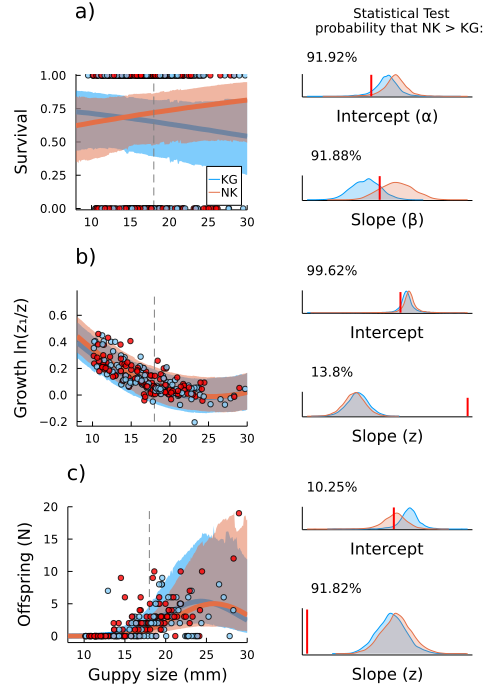 a)
Statistical Test
probability that NK > KG:
91.92%
1.00
0.75
0.50
0.25
0.00
Survival
KG
NK
10
15
20
25
30
Intercept (α)
91.88%
Slope (β)
b)
99.62%
0.6
0.4
0.2
0.0
−0.2
Growth ln(z₁/z)
10
15
20
25
30
Intercept
13.8%
Slope (z)
c)
10.25%
20
15
10
5
0
Offspring (N)
10
15
20
25
30
Guppy size (mm)
Intercept
91.82%
Slope (z)